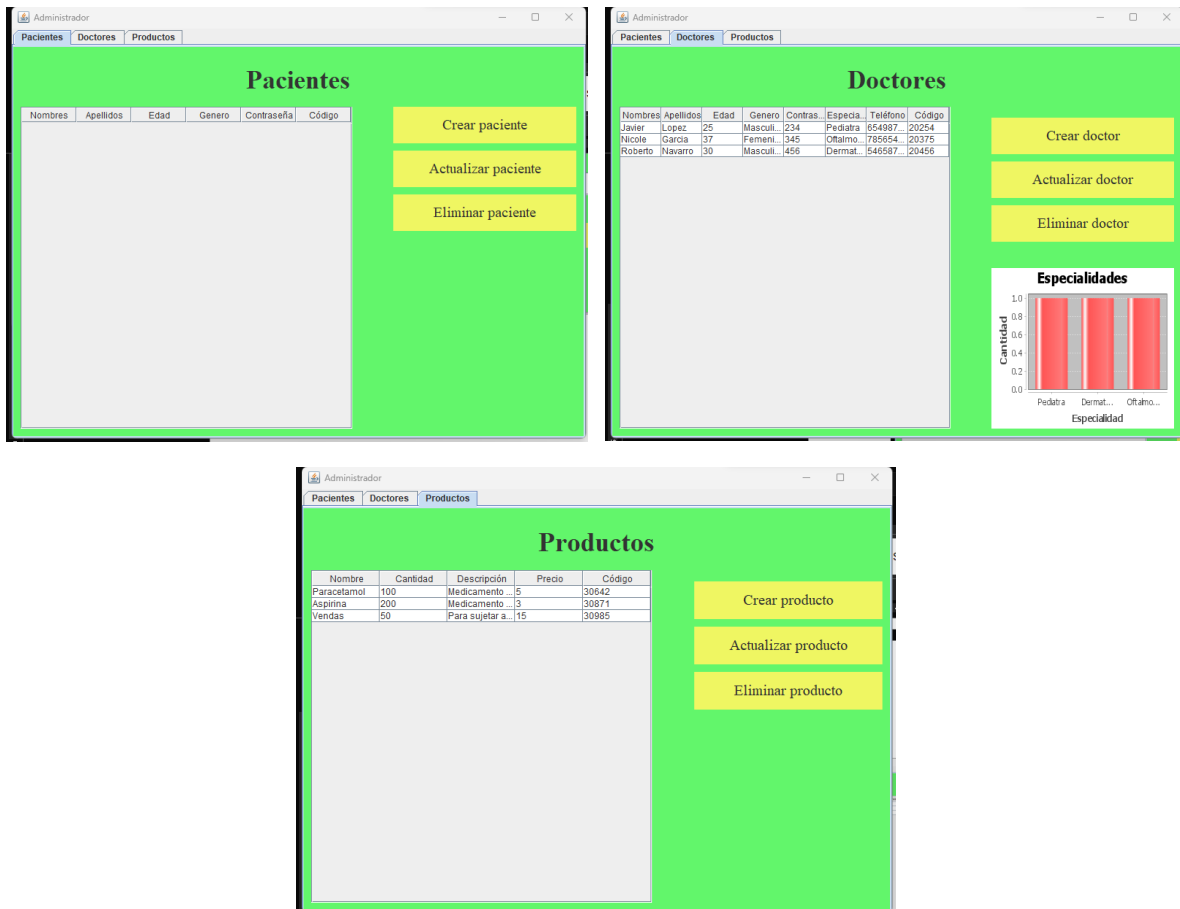 Administrador
Pacientes Doctores Productos
Pacientes
Nombres Apellidos Edad Genero Contraseña Código
Crear paciente
Actualizar paciente
Eliminar paciente
Administrador
Pacientes Doctores Productos
Doctores
Nombres Apellidos Edad Genero Contras... Especia... Teléfono Código
Javier Lopez 25 Masculi... 234 Pediatra 654987... 20254
Nicole Garcia 37 Femeni... 345 Oftalmo... 785654... 20375
Roberto Navarro 30 Masculi... 456 Dermat... 546587... 20456
Crear doctor
Actualizar doctor
Eliminar doctor
Especialidades
Cantidad
1.0
0.8
0.6
0.4
0.2
0.0
Pediatra Dermat... Oftalmo...
Especialidad
Administrador
Pacientes Doctores Productos
Productos
Nombre Cantidad Descripción Precio Código
Paracetamol 100 Medicamento ... 5 30642
Aspirina 200 Medicamento ... 3 30871
Vendas 50 Para sujetar a... 15 30985
Crear producto
Actualizar producto
Eliminar producto